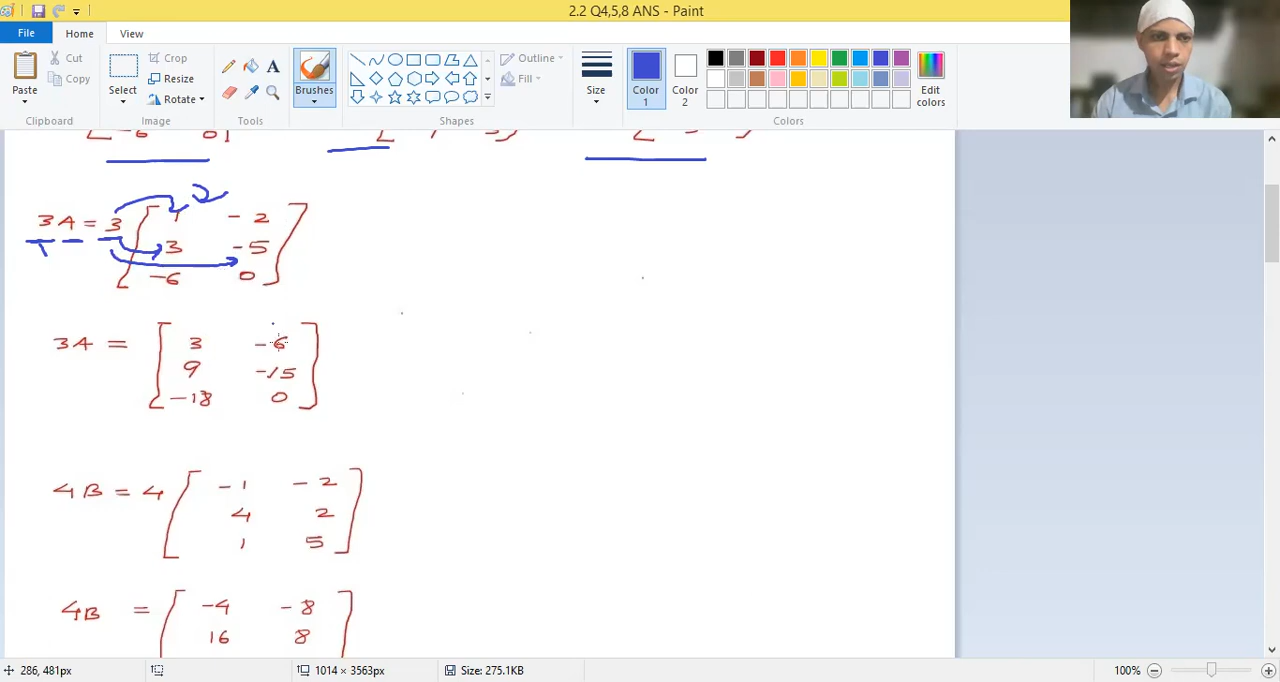 2.2 Q4,5,8 ANS - Paint
File Home View
Paste
Cut
Copy
Clipboard
Select
Crop
Resize
Rotate
Image
A
Tools
Brushes
Outline
Fill
Shapes
Size
Color 1
Color 2
Edit colors
Colors
3A = 3 [ 1 -2
3 -5
-6 0 ]
3A = [ 3 -6
9 -15
-18 0 ]
4B = 4 [ -1 -2
4 2
1 5 ]
4B = [ -4 -8
16 8
286, 481px
1014 × 3563px
Size: 275.1KB
100%